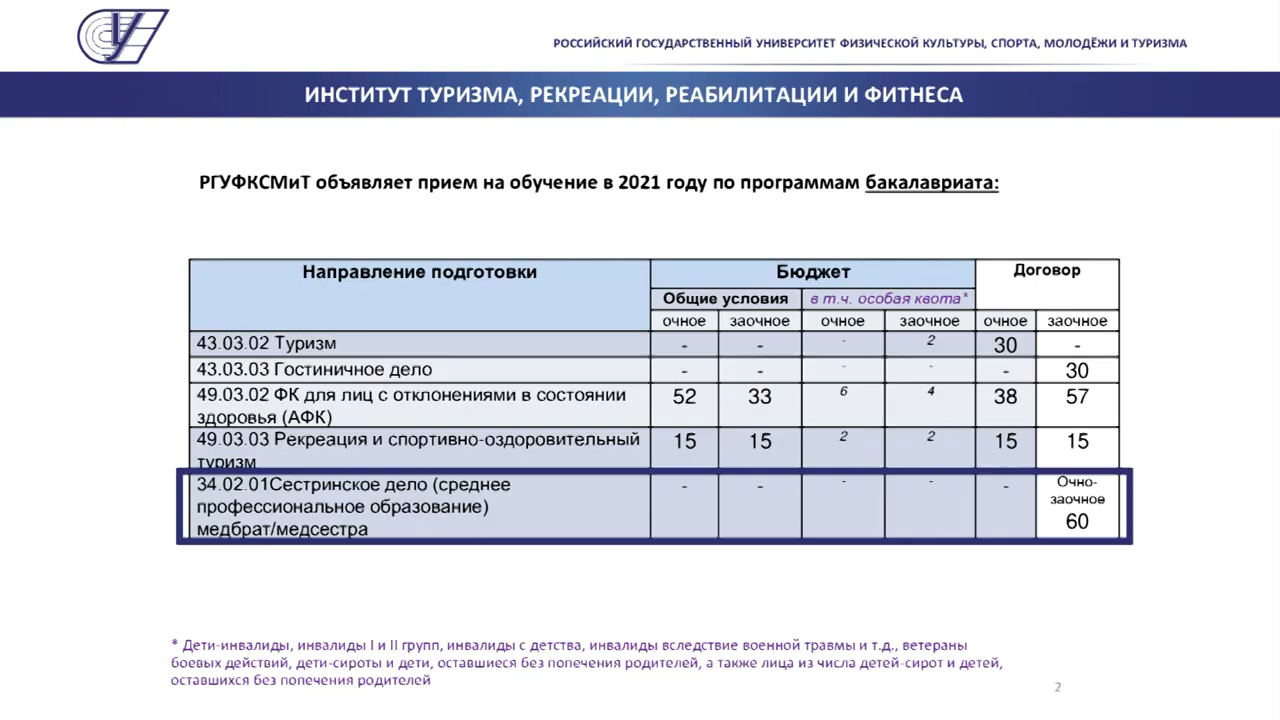 РОССИЙСКИЙ ГОСУДАРСТВЕННЫЙ УНИВЕРСИТЕТ ФИЗИЧЕСКОЙ КУЛЬТУРЫ, СПОРТА, МОЛОДЁЖИ И ТУРИЗМА
ИНСТИТУТ ТУРИЗМА, РЕКРЕАЦИИ, РЕАБИЛИТАЦИИ И ФИТНЕСА
РГУФКСМиТ объявляет прием на обучение в 2021 году по программам бакалавриата:
Направление подготовки Бюджет Договор
Общие условия в т.ч. особая квота*
очное заочное очное заочное очное заочное
43.03.02 Туризм - - - 2 30 -
43.03.03 Гостиничное дело - - - - - 30
49.03.02 ФК для лиц с отклонениями в состоянии 52 33 6 4 38 57
здоровья (АФК)
49.03.03 Рекреация и спортивно-оздоровительный 15 15 2 2 15 15
туризм
34.02.01Сестринское дело (среднее - - - - - Очно-
профессиональное образование) заочное
медбрат/медсестра 60
* Дети-инвалиды, инвалиды I и II групп, инвалиды с детства, инвалиды вследствие военной травмы и т.д., ветераны
боевых действий, дети-сироты и дети, оставшиеся без попечения родителей, а также лица из числа детей-сирот и детей,
оставшихся без попечения родителей
2